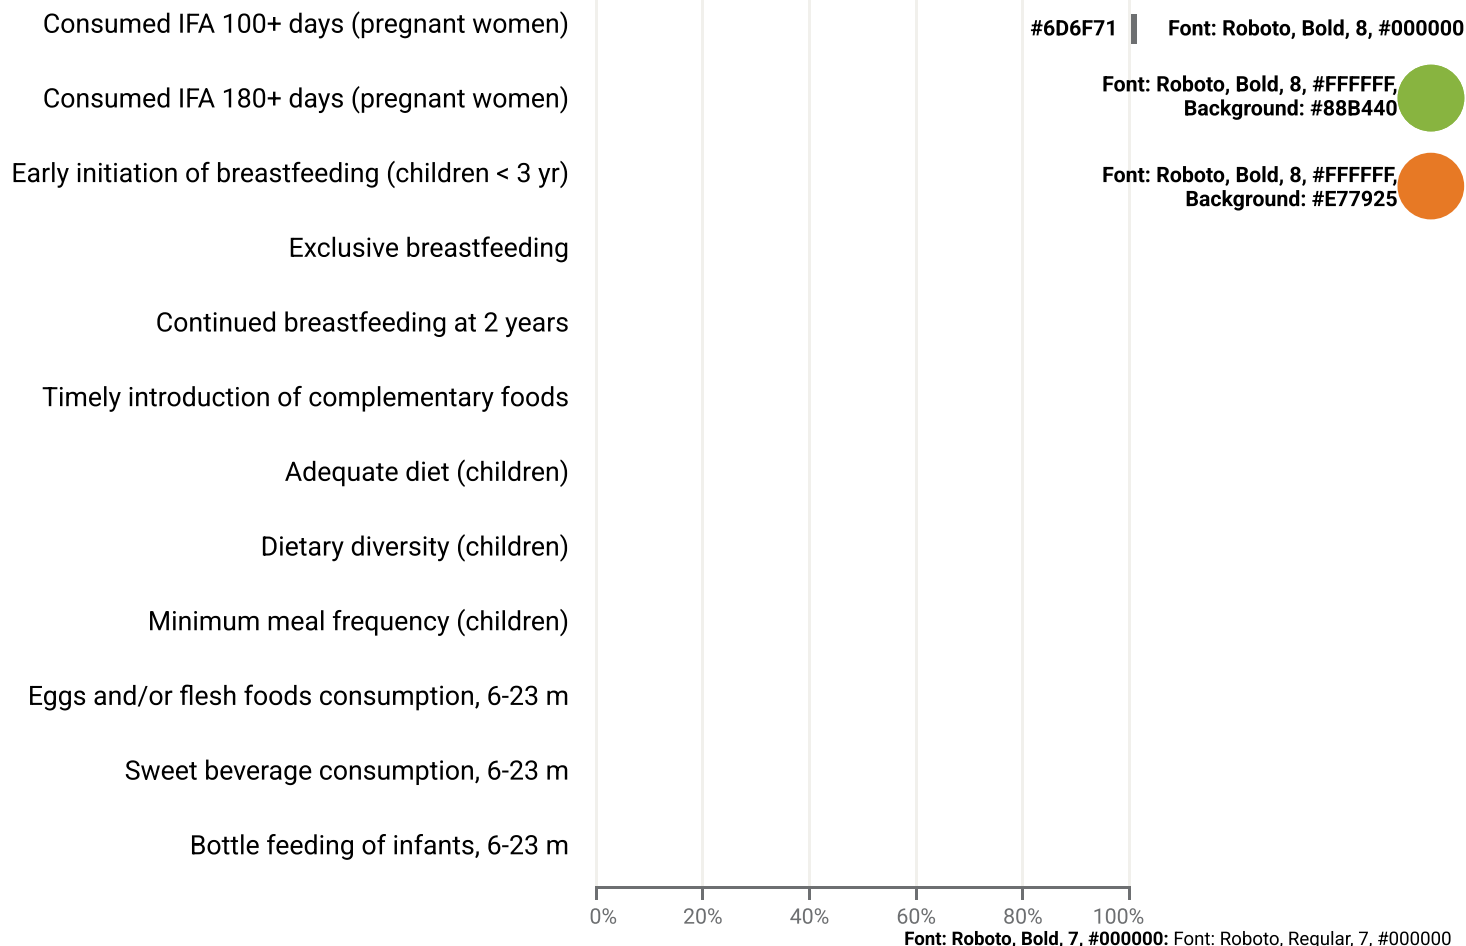 Consumed IFA 100+ days (pregnant women)
#6D6F71
Font: Roboto, Bold, 8, #000000
Consumed IFA 180+ days (pregnant women)
Font: Roboto, Bold, 8, #FFFFFF,
Background: #88B440
Early initiation of breastfeeding (children < 3 yr)
Font: Roboto, Bold, 8, #FFFFFF,
Background: #E77925
Exclusive breastfeeding
Continued breastfeeding at 2 years
Timely introduction of complementary foods
Adequate diet (children)
Dietary diversity (children)
Minimum meal frequency (children)
Eggs and/or flesh foods consumption, 6-23 m
Sweet beverage consumption, 6-23 m
Bottle feeding of infants, 6-23 m
0% 20% 40% 60% 80% 100%
Font: Roboto, Bold, 7, #000000: Font: Roboto, Regular, 7, #000000